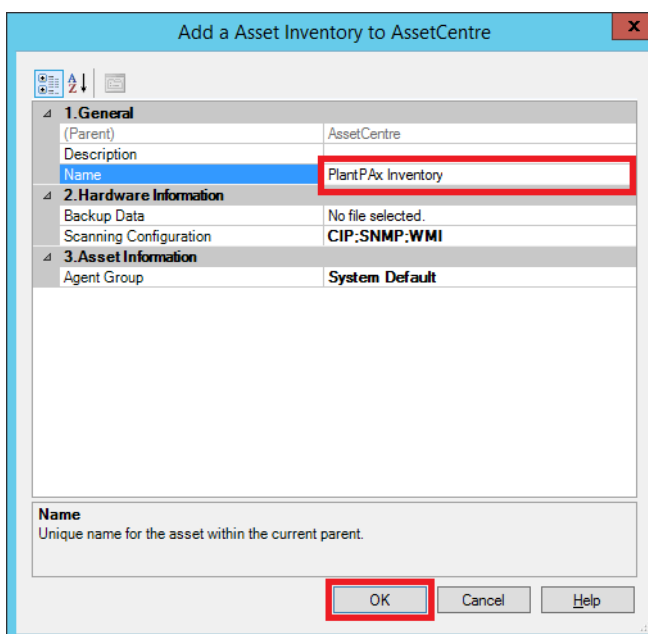 Add a Asset Inventory to AssetCentre
x
A
Z
1.General
(Parent) AssetCentre
Description
Name PlantPAx Inventory
2.Hardware Information
Backup Data No file selected.
Scanning Configuration CIP;SNMP;WMI
3.Asset Information
Agent Group System Default
Name
Unique name for the asset within the current parent.
OK Cancel Help